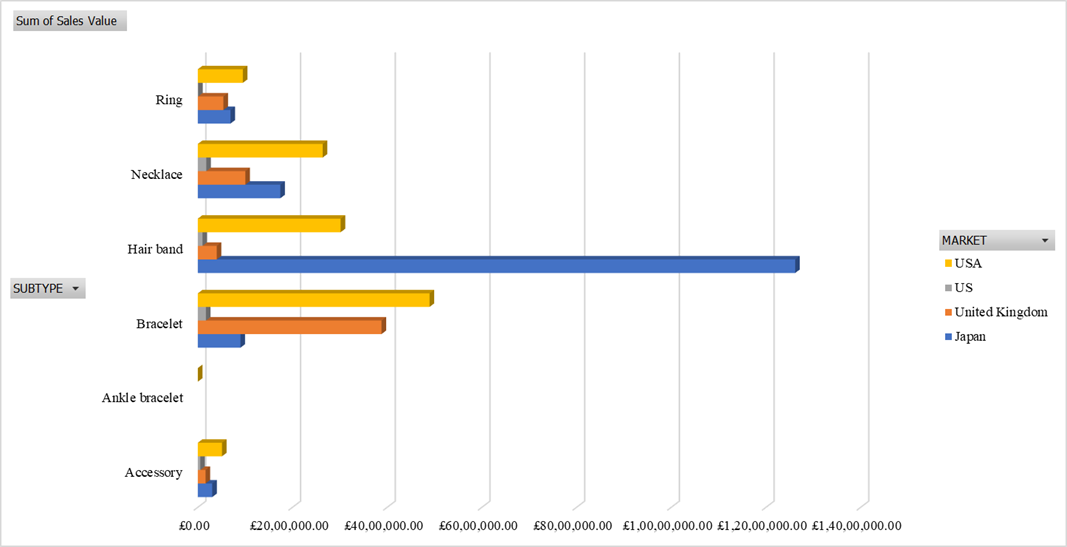 Sum of Sales Value
Ring
Necklace
Hair band
Bracelet
Ankle bracelet
Accessory
SUBTYPE
£0.00 £20,00,000.00 £40,00,000.00 £60,00,000.00 £80,00,000.00 £1,00,00,000.00 £1,20,00,000.00 £1,40,00,000.00
MARKET
USA
US
United Kingdom
Japan